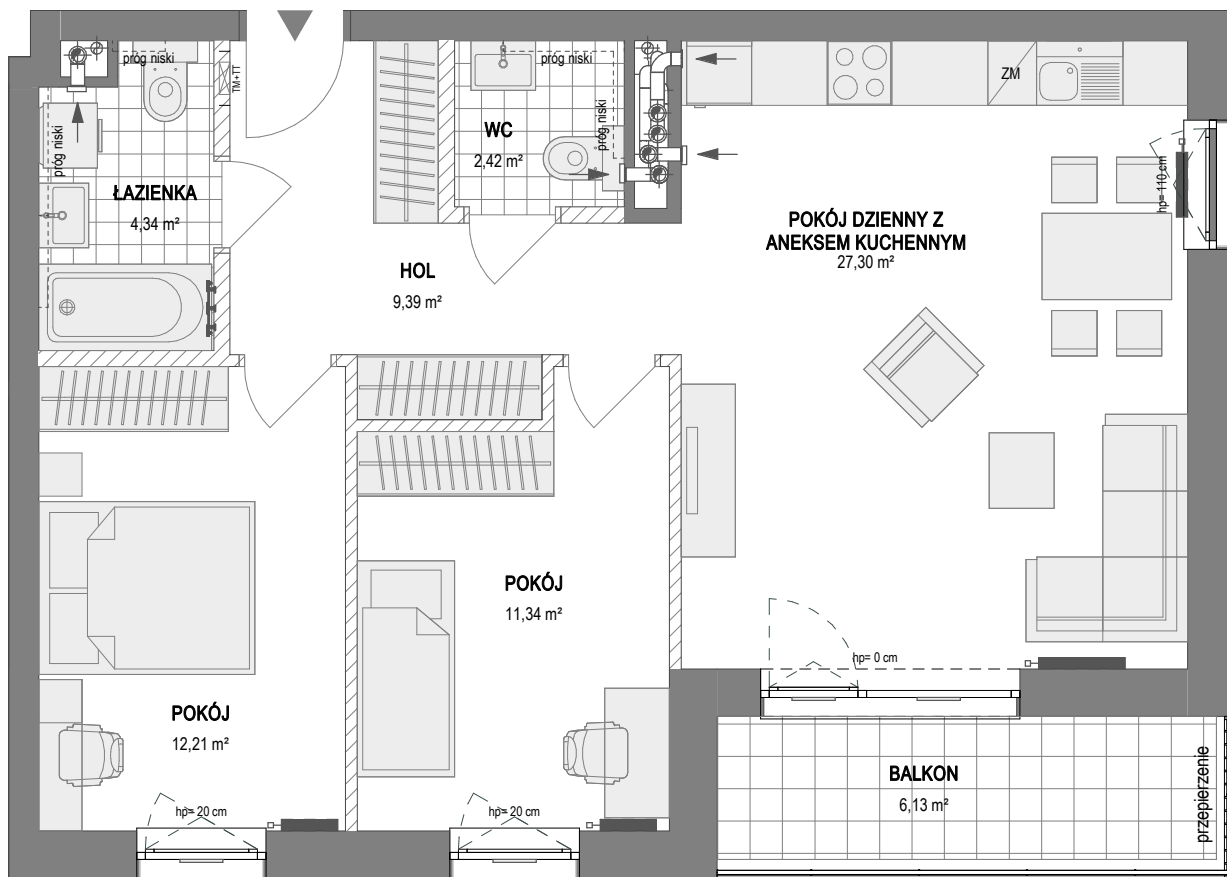 próg niski
TM+TT
próg niski
próg niski
próg niski
WC
2,42 m²
ŁAZIENKA
4,34 m²
ZM
hp= 110 cm
POKÓJ DZIENNY Z
ANEKSEM KUCHENNYM
27,30 m²
HOL
9,39 m²
POKÓJ
11,34 m²
hp= 0 cm
POKÓJ
12,21 m²
BALKON
6,13 m²
przepierzenie
hp= 20 cm
hp= 20 cm